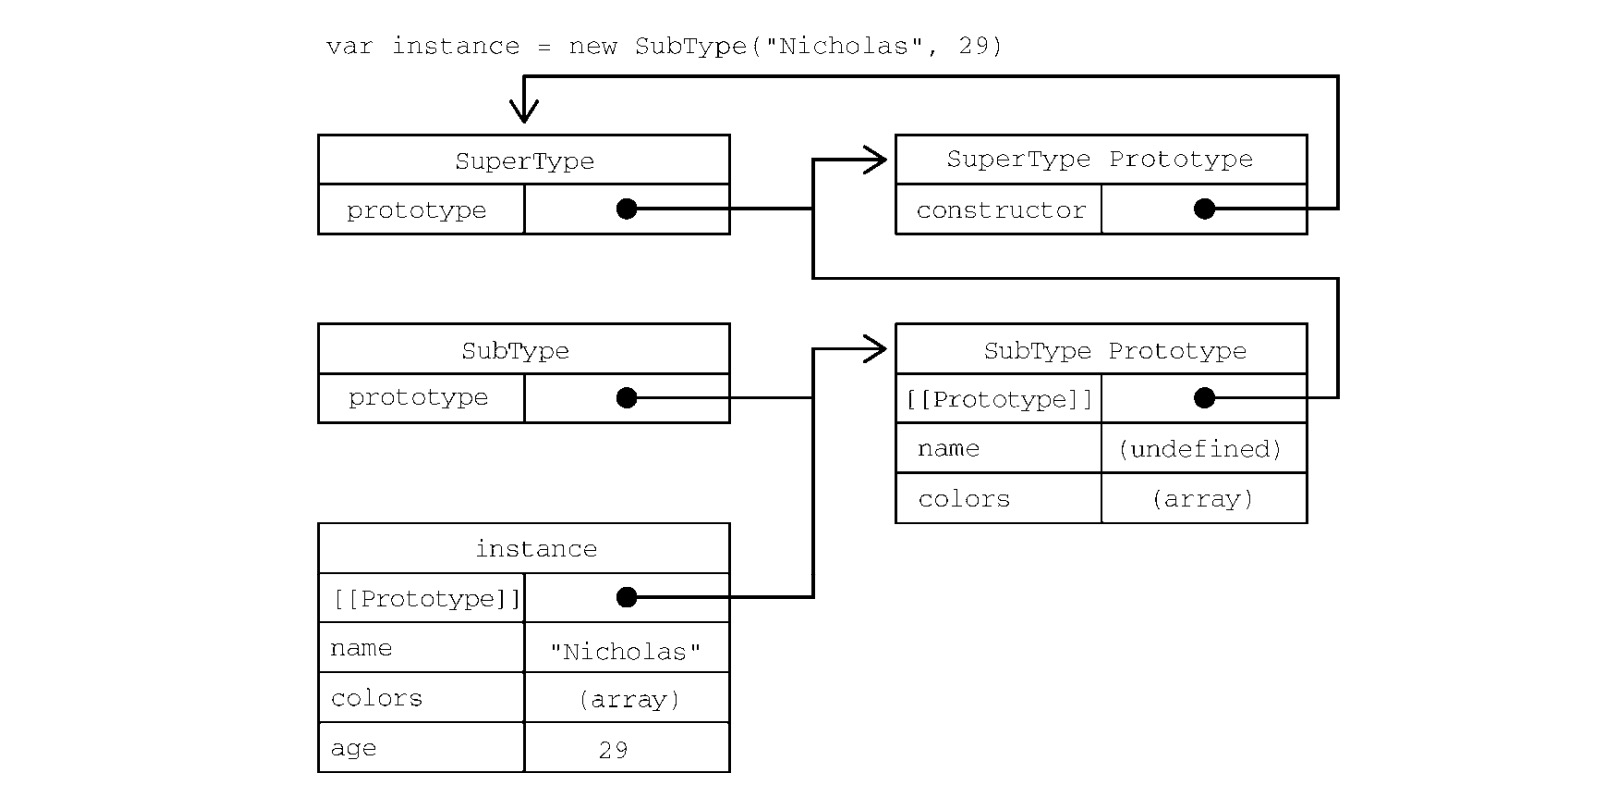 var instance = new SubType("Nicholas", 29)
SuperType
prototype
SuperType Prototype
constructor
SubType
prototype
SubType Prototype
[[Prototype]]
name (undefined)
colors (array)
instance
[[Prototype]]
name "Nicholas"
colors (array)
age 29